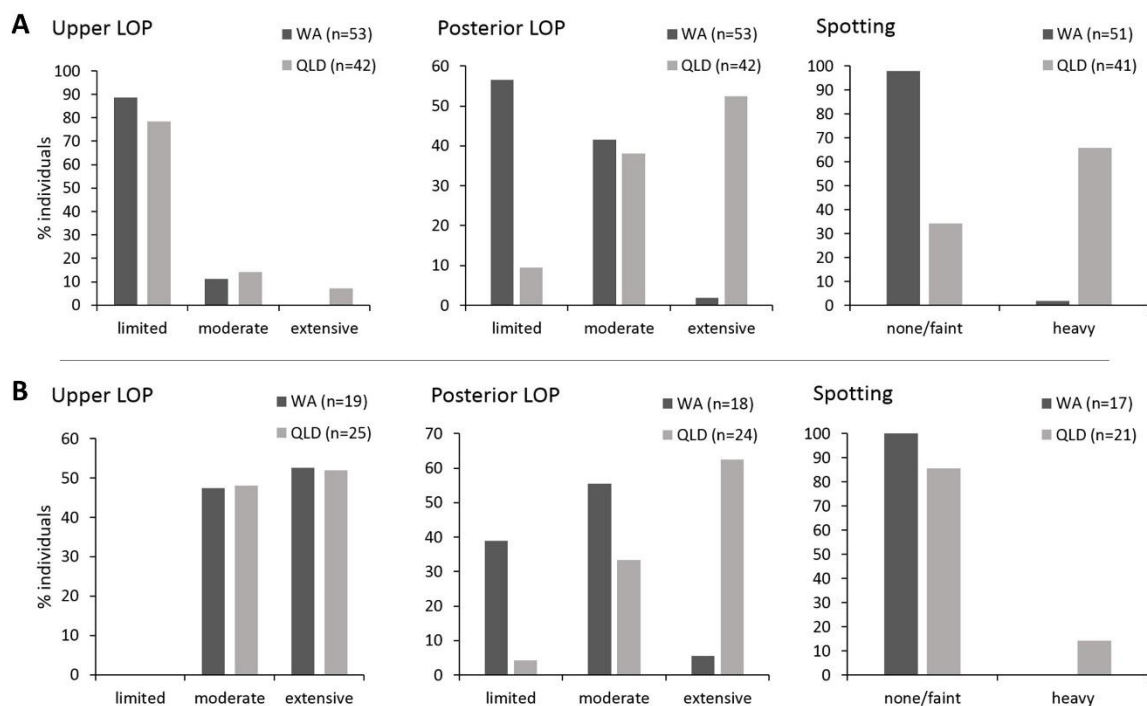 A
Upper LOP
WA (n=53)
QLD (n=42)
100
90
80
70
60
50
40
30
20
10
0
% individuals
limited moderate extensive
Posterior LOP
WA (n=53)
QLD (n=42)
60
50
40
30
20
10
0
limited moderate extensive
Spotting
WA (n=51)
QLD (n=41)
100
90
80
70
60
50
40
30
20
10
0
none/faint heavy
B
Upper LOP
WA (n=19)
QLD (n=25)
60
50
40
30
20
10
0
% individuals
limited moderate extensive
Posterior LOP
WA (n=18)
QLD (n=24)
70
60
50
40
30
20
10
0
limited moderate extensive
Spotting
WA (n=17)
QLD (n=21)
100
90
80
70
60
50
40
30
20
10
0
none/faint heavy